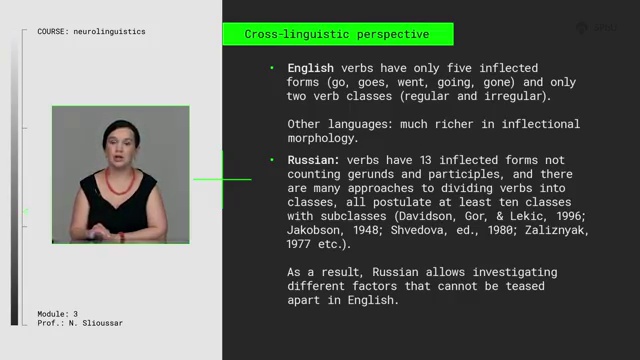 COURSE: neurolinguistics
Cross-linguistic perspective
• English verbs have only five inflected
forms (go, goes, went, going, gone) and only
two verb classes (regular and irregular).
Other languages: much richer in inflectional
morphology.
• Russian: verbs have 13 inflected forms not
counting gerunds and participles, and there
are many approaches to dividing verbs into
classes, all postulate at least ten classes
with subclasses (Davidson, Gor, & Lekic, 1996;
Jakobson, 1948; Shvedova, ed., 1980; Zaliznyak,
1977 etc.).
As a result, Russian allows investigating
different factors that cannot be teased
apart in English.
Module: 3
Prof.: N. Slioussar